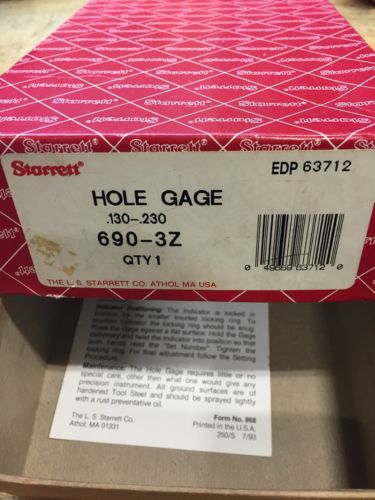 Starrett
EDP 63712
HOLE GAGE
.130-.230
690-3Z
QTY 1
0 49659 63712 0
THE L. S. STARRETT CO. ATHOL MA USA
Indicator Positioning: The Indicator is locked in
position by the smaller knurled locking ring. To
position Indicator the locking ring should be snug.
Press the Gage against a flat surface. Hold the Gage
stationary and twist the Indicator into position so that
both hands read the "Set Number". Tighten the
locking ring. For final adjustment follow the Setting
Procedure.
Maintenance: The Hole Gage requires little or no
special care, other then what one would give any
precision instrument. All ground surfaces are of
hardened Tool Steel and should be sprayed lightly
with a rust preventative oil.
The L. S. Starrett Co.
Athol, MA 01331
Form No. 868
Printed in the U.S.A.
250/S 7/93